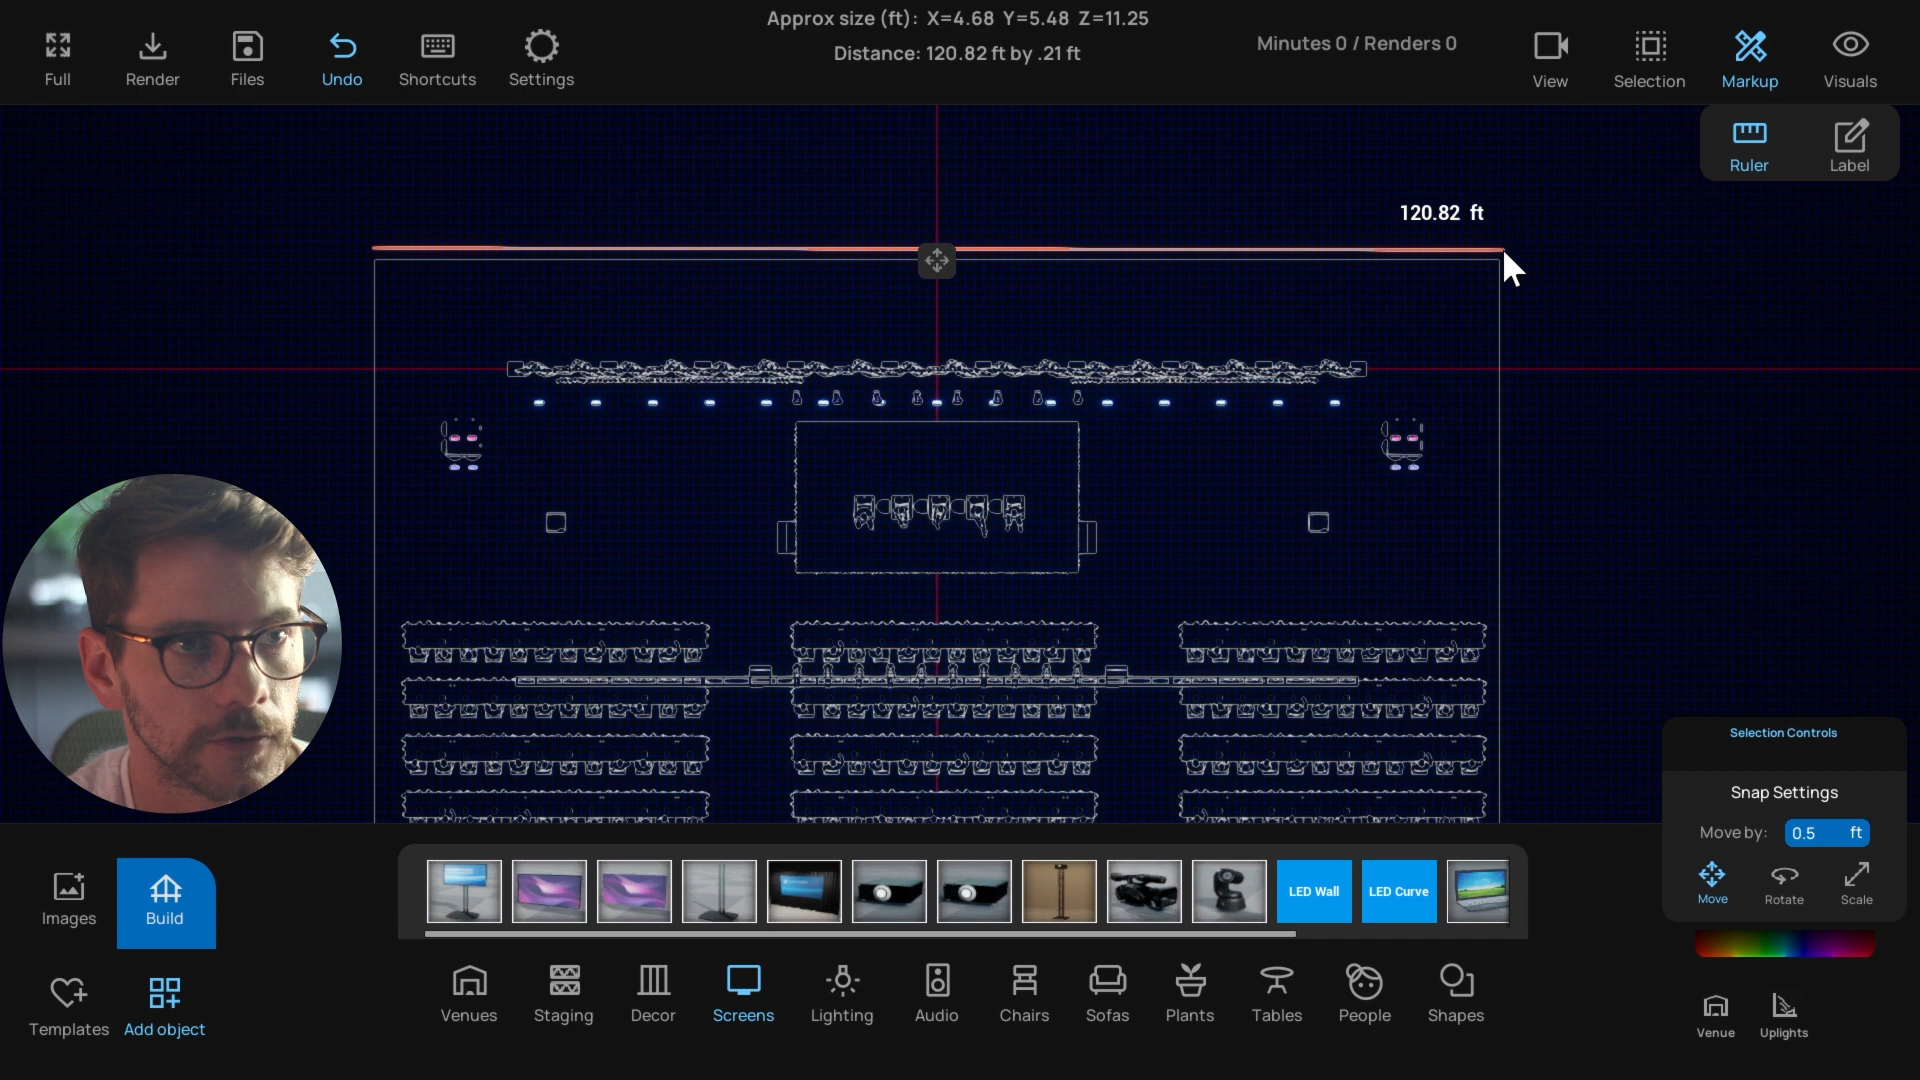 Approx size (ft): X=4.68 Y=5.48 Z=11.25
Distance: 120.82 ft by .21 ft
Minutes 0 / Renders 0
Full
Render
Files
Undo
Shortcuts
Settings
View
Selection
Markup
Visuals
Ruler
Label
120.82 ft
Selection Controls
Snap Settings
Move by: 0.5 ft
Move
Rotate
Scale
Images
Build
LED Wall
LED Curve
Templates
Add object
Venues
Staging
Decor
Screens
Lighting
Audio
Chairs
Sofas
Plants
Tables
People
Shapes
Venue
Uplights